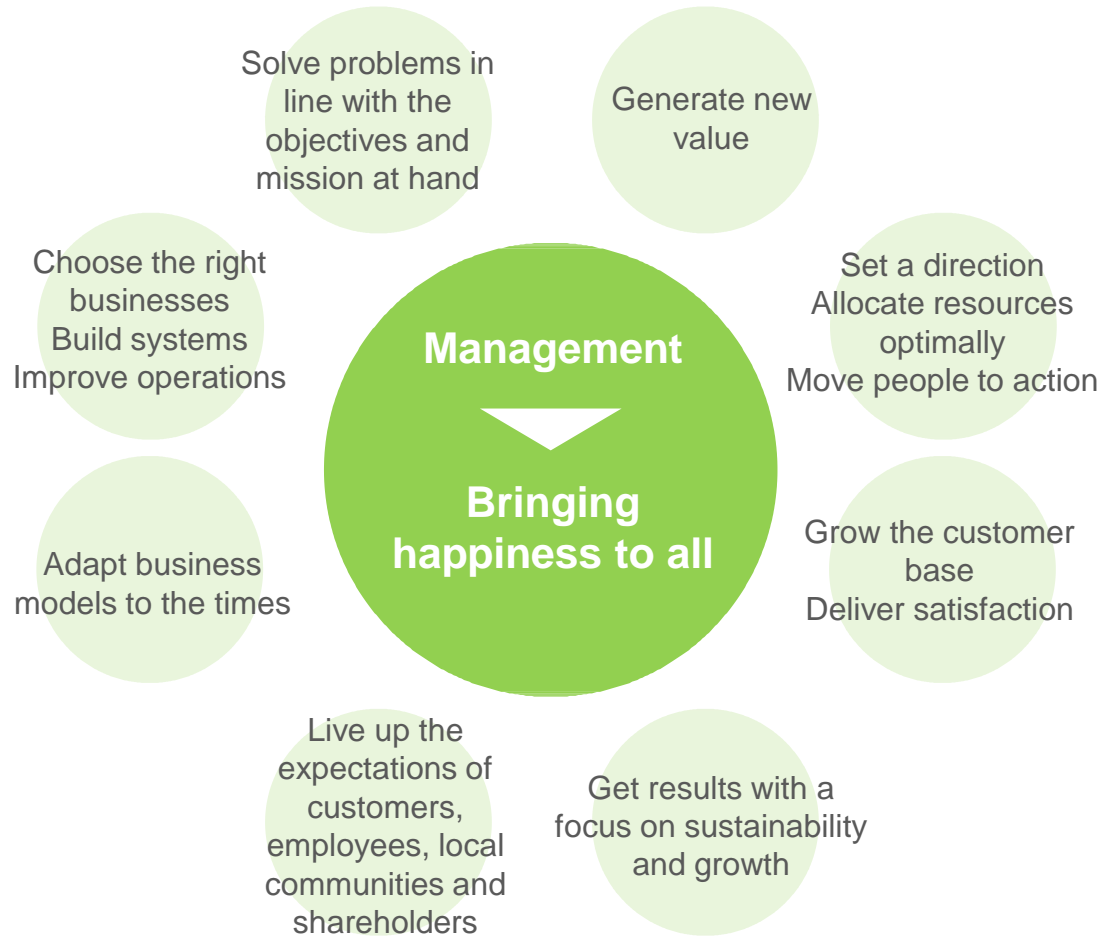 Solve problems in
line with the
objectives and
mission at hand
Generate new
value
Choose the right
businesses
Build systems
Improve operations
Management
Bringing
happiness to all
Set a direction
Allocate resources
optimally
Move people to action
Adapt business
models to the times
Grow the customer
base
Deliver satisfaction
Live up the
expectations of
customers,
employees, local
communities and
shareholders
Get results with a
focus on sustainability
and growth